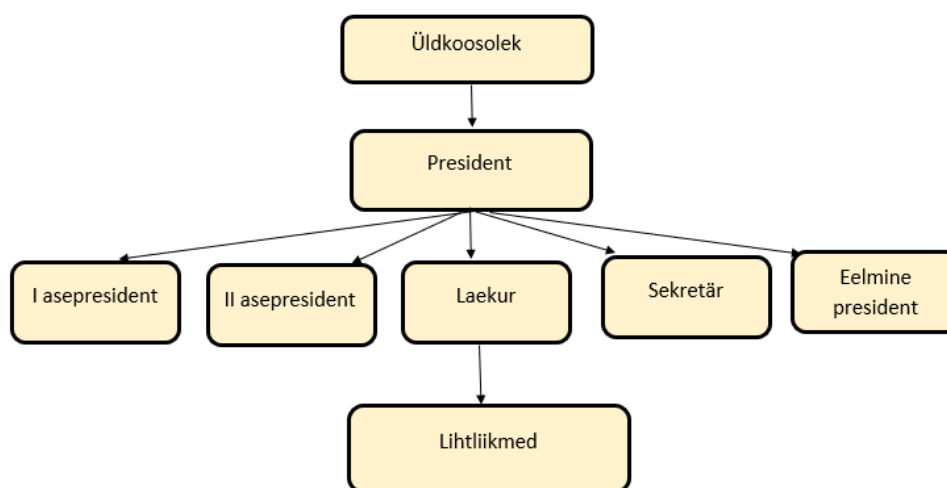 Üldkoosolek
President
I asepresident
II asepresident
Laekur
Sekretär
Eelmine
president
Lihtliikmed